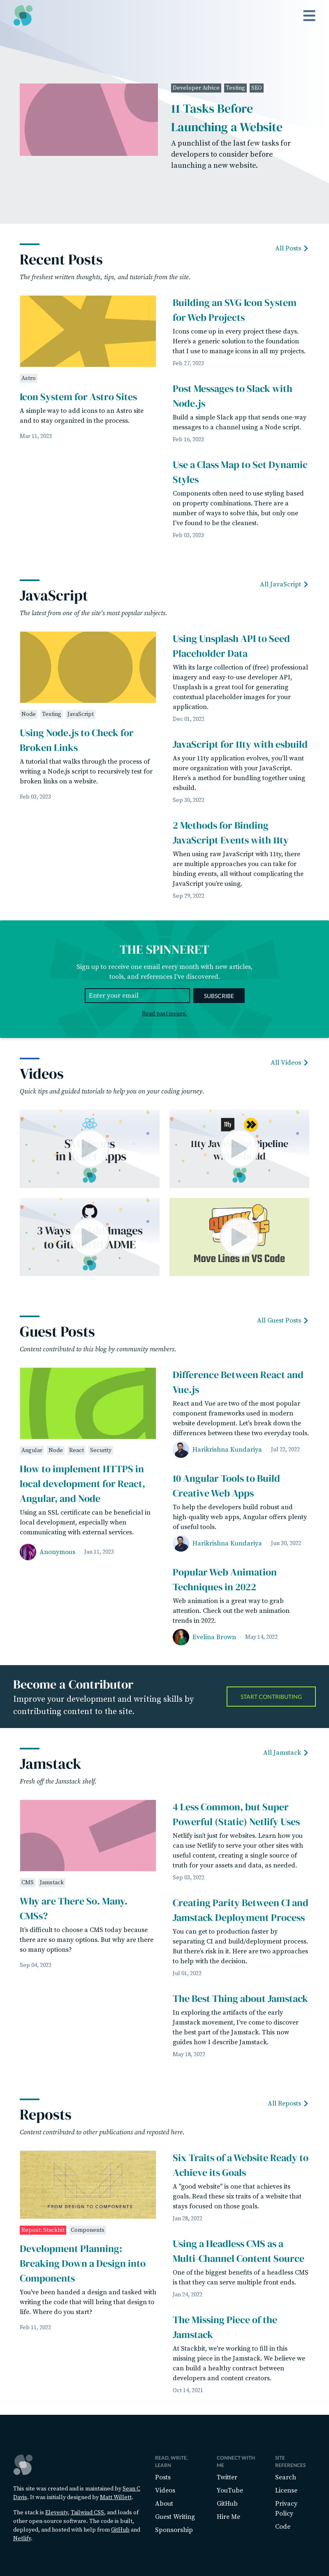 Developer Advice Testing SEO
11 Tasks Before
Launching a Website
A punchlist of the last few tasks for
developers to consider before
launching a new website.
All Posts
Recent Posts
The freshest written thoughts, tips, and tutorials from the site.
Astro
Icon System for Astro Sites
A simple way to add icons to an Astro site
and to stay organized in the process.
Mar 11, 2023
Building an SVG Icon System
for Web Projects
Icons come up in every project these days.
Here's a generic solution to the foundation
that I use to manage icons in all my projects.
Feb 27, 2023
Post Messages to Slack with
Node.js
Build a simple Slack app that sends one-way
messages to a channel using a Node script.
Feb 16, 2023
Use a Class Map to Set Dynamic
Styles
Components often need to use styling based
on property combinations. There are a
number of ways to solve this, but only one
I've found to be the cleanest.
Feb 03, 2023
All JavaScript
JavaScript
The latest from one of the site's most popular subjects.
Node Testing JavaScript
Using Node.js to Check for
Broken Links
A tutorial that walks through the process of
writing a Node.js script to recursively test for
broken links on a website.
Feb 03, 2023
Using Unsplash API to Seed
Placeholder Data
With its large collection of (free) professional
imagery and easy-to-use developer API,
Unsplash is a great tool for generating
contextual placeholder images for your
application.
Dec 01, 2022
JavaScript for 11ty with esbuild
As your 11ty application evolves, you'll want
more organization with your JavaScript.
Here's a method for bundling together using
esbuild.
Sep 30, 2022
2 Methods for Binding
JavaScript Events with 11ty
When using raw JavaScript with 11ty, there
are multiple approaches you can take for
binding events, all without complicating the
JavaScript you're using.
Sep 29, 2022
THE SPINNERET
Sign up to receive one email every month with new articles,
tools, and references I've discovered.
Enter your email SUBSCRIBE
Read past issues.
All Videos
Videos
Quick tips and guided tutorials to help you on your coding journey.
11ty
Move Lines in VS Code
All Guest Posts
Guest Posts
Content contributed to this blog by community members.
Angular Node React Security
How to implement HTTPS in
local development for React,
Angular, and Node
Using an SSL certificate can be beneficial in
local development, especially when
communicating with external services.
Anonymous · Jan 11, 2023
Difference Between React and
Vue.js
React and Vue are two of the most popular
component frameworks used in modern
website development. Let's break down the
differences between these two everyday tools.
Harikrishna Kundariya · Jul 22, 2022
10 Angular Tools to Build
Creative Web Apps
To help the developers build robust and
high-quality web apps, Angular offers plenty
of useful tools.
Harikrishna Kundariya · Jun 30, 2022
Popular Web Animation
Techniques in 2022
Web animation is a great way to grab
attention. Check out the web animation
trends in 2022.
Evelina Brown · May 14, 2022
Become a Contributor
Improve your development and writing skills by
contributing content to the site.
START CONTRIBUTING
All Jamstack
Jamstack
Fresh off the Jamstack shelf.
CMS Jamstack
Why are There So. Many.
CMSs?
It's difficult to choose a CMS today because
there are so many options. But why are there
so many options?
Sep 04, 2022
4 Less Common, but Super
Powerful (Static) Netlify Uses
Netlify isn't just for websites. Learn how you
can use Netlify to serve your other sites with
useful content, creating a single source of
truth for your assets and data, as needed.
Sep 03, 2022
Creating Parity Between CI and
Jamstack Deployment Process
You can get to production faster by
separating CI and build/deployment process.
But there's risk in it. Here are two approaches
to help with the decision.
Jul 01, 2022
The Best Thing about Jamstack
In exploring the artifacts of the early
Jamstack movement, I've come to discover
the best part of the Jamstack. This now
guides how I describe Jamstack.
May 18, 2022
All Reposts
Reposts
Content contributed to other publications and reposted here.
FROM DESIGN TO COMPONENTS
Repost: Stackbit Components
Development Planning:
Breaking Down a Design into
Components
You've been handed a design and tasked with
writing the code that will bring that design to
life. Where do you start?
Feb 11, 2022
Six Traits of a Website Ready to
Achieve its Goals
A "good website" is one that achieves its
goals. Read these six traits of a website that
stays focused on those goals.
Jan 28, 2022
Using a Headless CMS as a
Multi-Channel Content Source
One of the biggest benefits of a headless CMS
is that they can serve multiple front ends.
Jan 24, 2022
The Missing Piece of the
Jamstack
At Stackbit, we're working to fill in this
missing piece in the Jamstack. We believe we
can build a healthy contract between
developers and content creators.
Oct 14, 2021
This site was created and is maintained by Sean C
Davis. It was initially designed by Matt Willett.
The stack is Eleventy, Tailwind CSS, and loads of
other open-source software. The code is built,
deployed, and hosted with help from GitHub and
Netlify.
READ, WRITE,
LEARN
Posts
Videos
About
Guest Writing
Sponsorship
CONNECT WITH
ME
Twitter
YouTube
GitHub
Hire Me
SITE
REFERENCES
Search
License
Privacy
Policy
Code